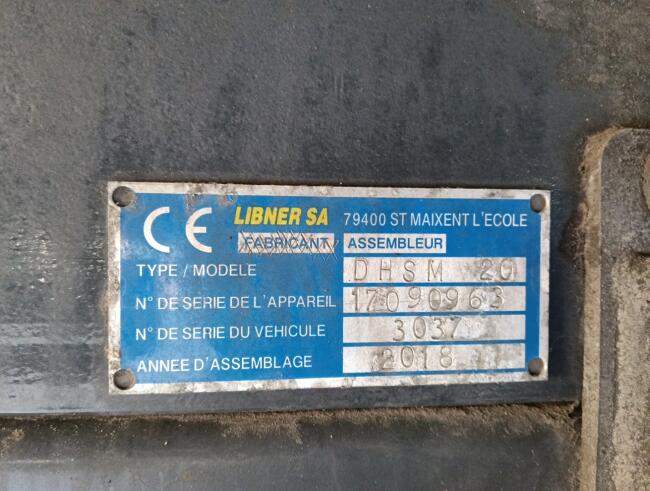 CE LIBNER SA 79400 ST MAIXENT L'ECOLE
FABRICANT ASSEMBLEUR
TYPE / MODELE DHSM 20
N° DE SERIE DE L'APPAREIL 17090963
N° DE SERIE DU VEHICULE 3037
ANNEE D'ASSEMBLAGE 2018